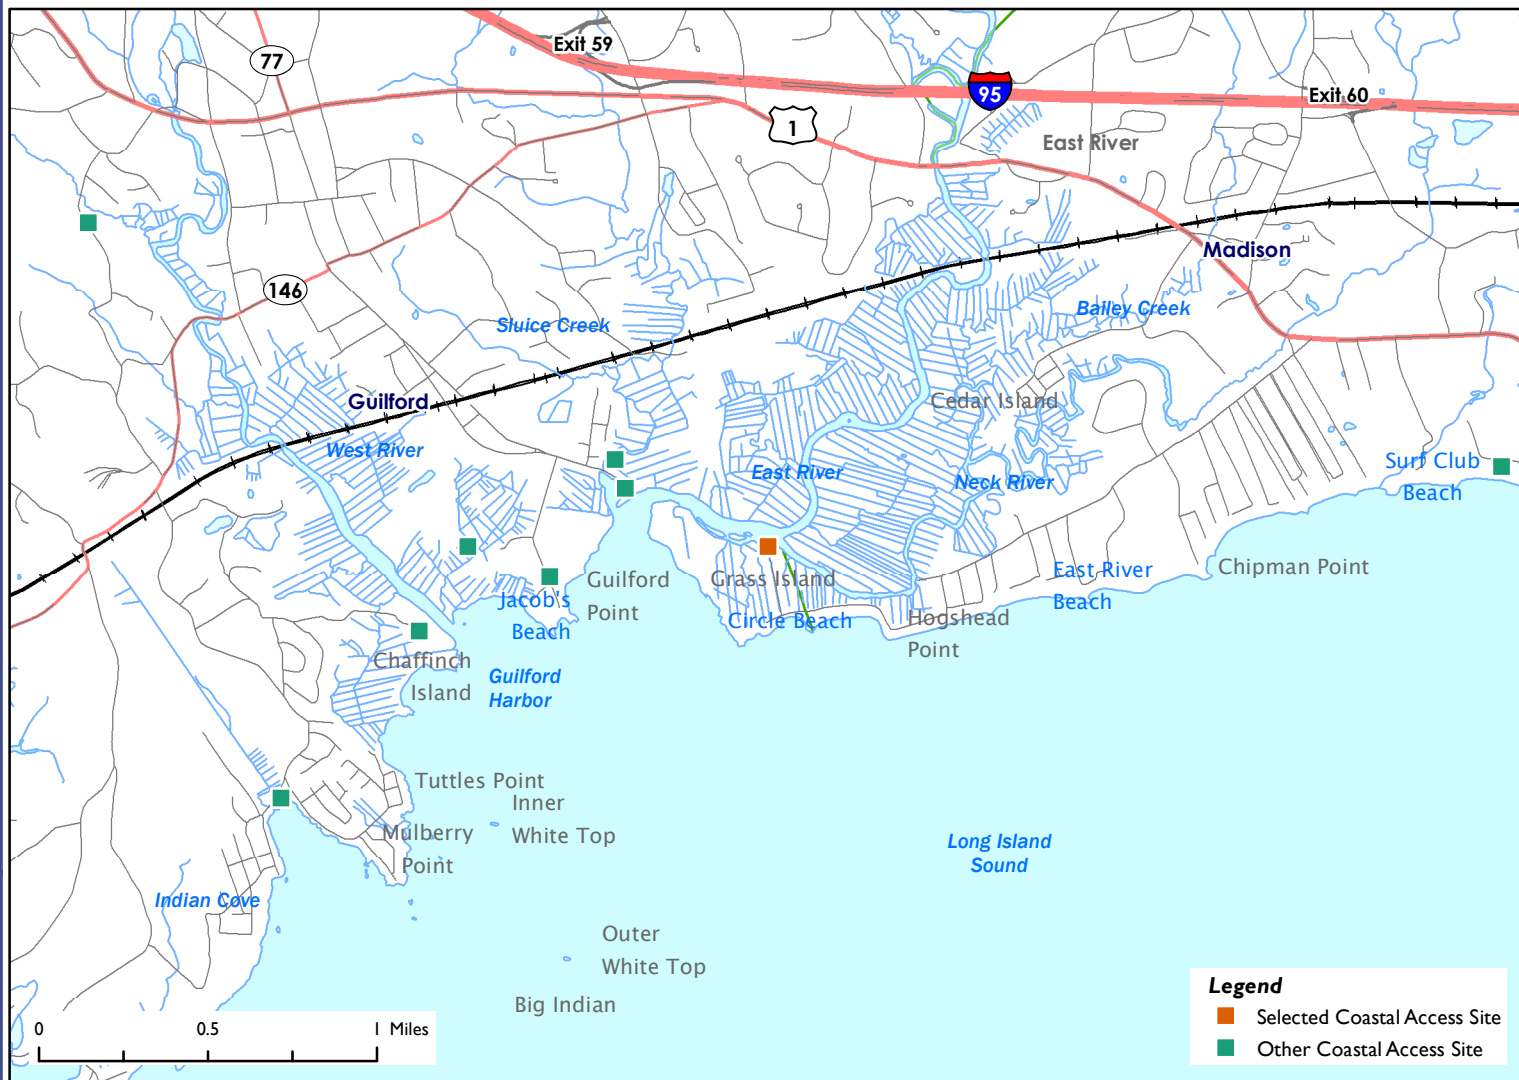 Exit 59
77
95
Exit 60
1
East River
Madison
146
Bailey Creek
Sluice Creek
Guilford
Cedar Island
West River
East River
Neck River
Surf Club
Beach
Grass Island
Guilford
Point
Chipman Point
East River
Beach
Jacob's
Beach
Circle Beach
Hogshead
Point
Chaffinch
Island
Guilford
Harbor
Tuttles Point
Inner
White Top
Mulberry
Point
Long Island
Sound
Indian Cove
Outer
White Top
Big Indian
Legend
Selected Coastal Access Site
Other Coastal Access Site
0 0.5 1 Miles